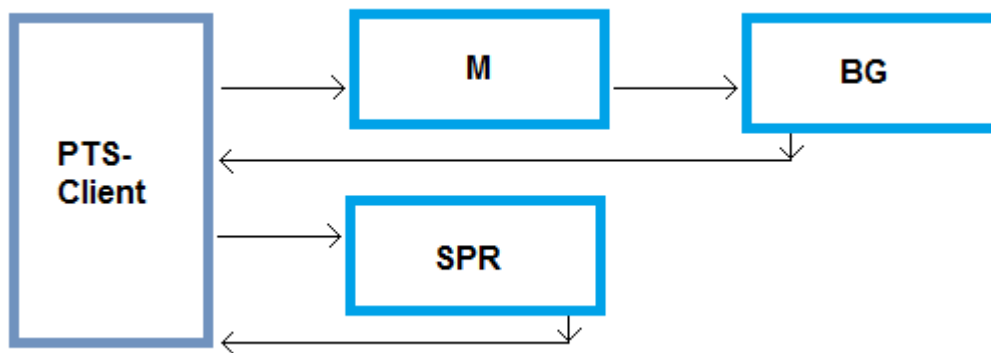 M
BG
PTS-
Client
SPR